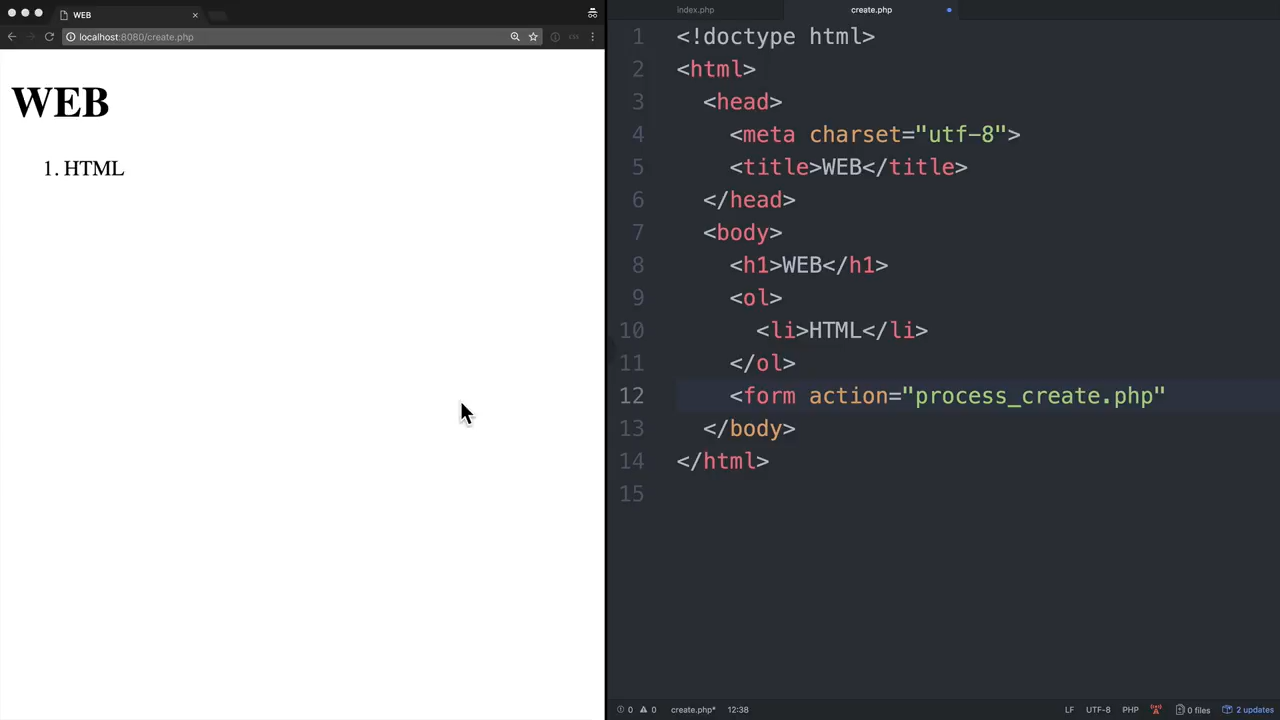 WEB
localhost:8080/create.php
WEB
1. HTML
index.php
create.php
1 <!doctype html>
2 <html>
3 <head>
4 <meta charset="utf-8">
5 <title>WEB</title>
6 </head>
7 <body>
8 <h1>WEB</h1>
9 <ol>
10 <li>HTML</li>
11 </ol>
12 <form action="process_create.php"
13 </body>
14 </html>
15
0 0 create.php* 12:38 LF UTF-8 PHP 0 files 2 updates